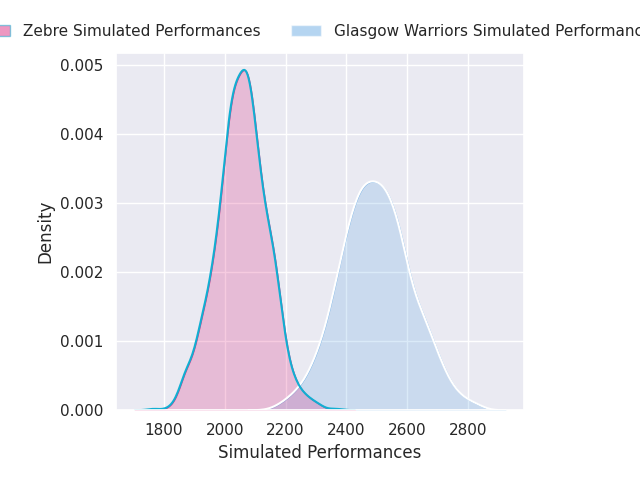 Zebre Simulated Performances
Glasgow Warriors Simulated
0.005
0.004
0.003
0.002
0.001
0.000
Density
1800 2000 2200 2400 2600 2800
Simulated Performances